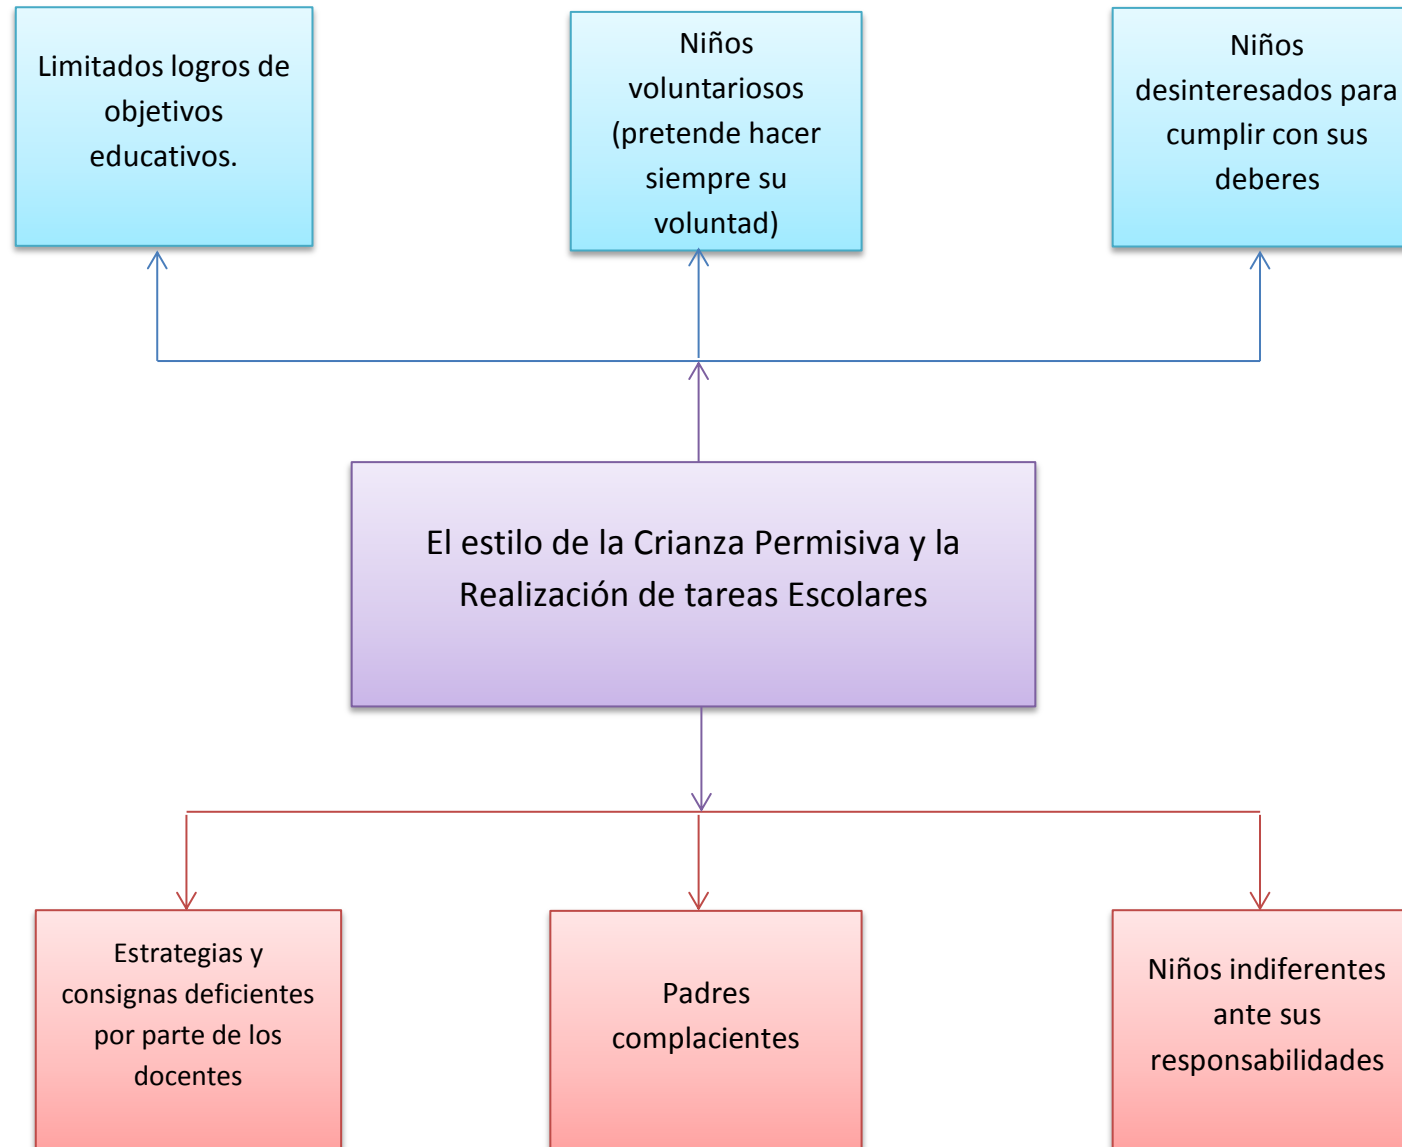 Limitados logros de
objetivos
educativos.
Niños
voluntariosos
(pretende hacer
siempre su
voluntad)
Niños
desinteresados para
cumplir con sus
deberes
El estilo de la Crianza Permisiva y la
Realización de tareas Escolares
Estrategias y
consignas deficientes
por parte de los
docentes
Padres
complacientes
Niños indiferentes
ante sus
responsabilidades